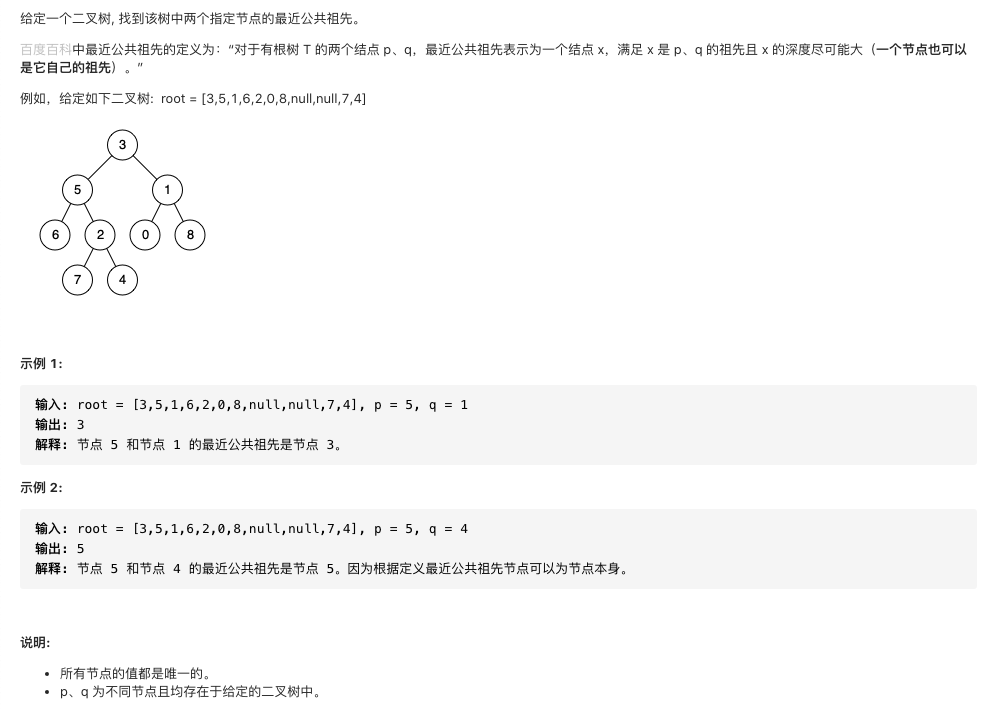 给定一个二叉树, 找到该树中两个指定节点的最近公共祖先。
百度百科中最近公共祖先的定义为：“对于有根树 T 的两个结点 p、q，最近公共祖先表示为一个结点 x，满足 x 是 p、q 的祖先且 x 的深度尽可能大（一个节点也可以
是它自己的祖先）。”
例如，给定如下二叉树:  root = [3,5,1,6,2,0,8,null,null,7,4]
3
5 1
6 2 0 8
7 4
示例 1:
输入: root = [3,5,1,6,2,0,8,null,null,7,4], p = 5, q = 1
输出: 3
解释: 节点 5 和节点 1 的最近公共祖先是节点 3。
示例 2:
输入: root = [3,5,1,6,2,0,8,null,null,7,4], p = 5, q = 4
输出: 5
解释: 节点 5 和节点 4 的最近公共祖先是节点 5。因为根据定义最近公共祖先节点可以为节点本身。
说明:
• 所有节点的值都是唯一的。
• p、q 为不同节点且均存在于给定的二叉树中。